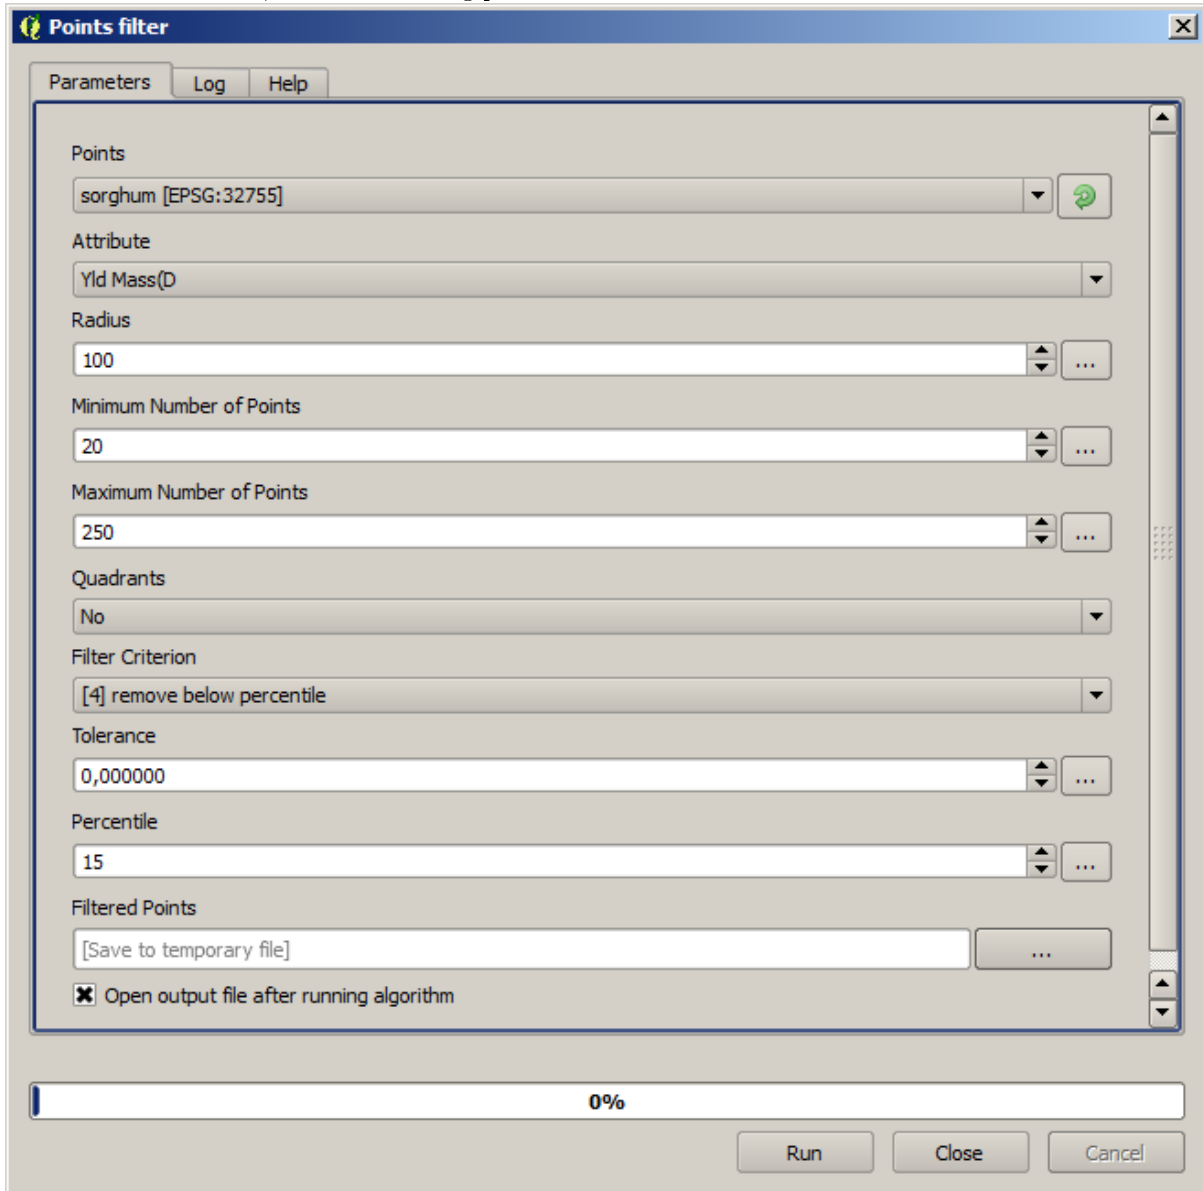 Points filter
Parameters Log Help
Points
sorghum [EPSG:32755]
Attribute
Yld Mass(D
Radius
100 ...
Minimum Number of Points
20 ...
Maximum Number of Points
250 ...
Quadrants
No
Filter Criterion
[4] remove below percentile
Tolerance
0,000000 ...
Percentile
15 ...
Filtered Points
[Save to temporary file] ...
Open output file after running algorithm
0%
Run Close Cancel